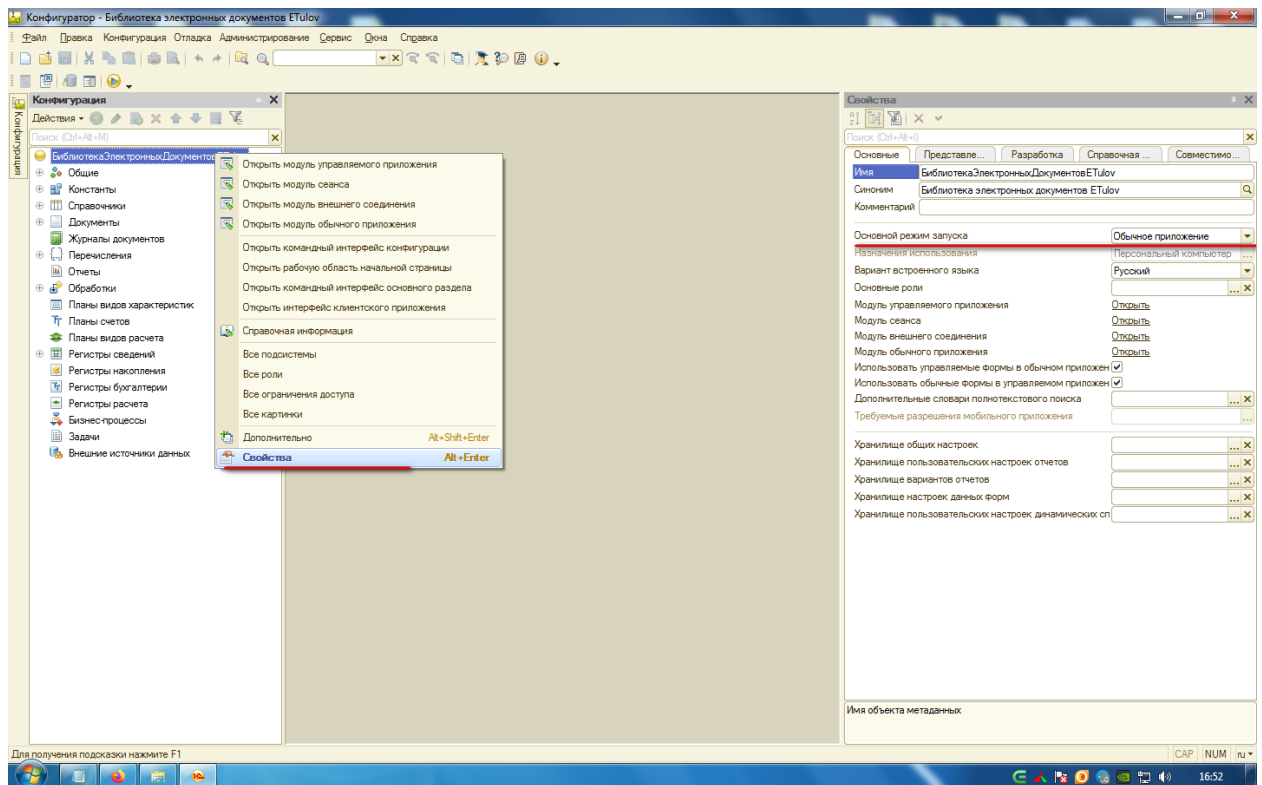 Конфигуратор - Библиотека электронных документов ETulov
Файл Правка Конфигурация Отладка Администрирование Сервис Окна Справка
Конфигурация
Действия
Поиск (Ctrl+Alt+M)
БиблиотекаЭлектронныхДокументов
Общие
Константы
Справочники
Документы
Журналы документов
Перечисления
Отчеты
Обработки
Планы видов характеристик
Планы счетов
Планы видов расчета
Регистры сведений
Регистры накопления
Регистры бухгалтерии
Регистры расчета
Бизнес-процессы
Задачи
Внешние источники данных
Конфигурация
Открыть модуль управляемого приложения
Открыть модуль сеанса
Открыть модуль внешнего соединения
Открыть модуль обычного приложения
Открыть командный интерфейс конфигурации
Открыть рабочую область начальной страницы
Открыть командный интерфейс основного раздела
Открыть интерфейс клиентского приложения
Справочная информация
Все подсистемы
Все роли
Все ограничения доступа
Все картинки
Дополнительно Alt+Shift+Enter
Свойства Alt+Enter
Свойства
Поиск (Ctrl+Alt+I)
Основные Представле... Разработка Справочная ... Совместимо...
Имя БиблиотекаЭлектронныхДокументовETulov
Синоним Библиотека электронных документов ETulov
Комментарий
Основной режим запуска Обычное приложение
Назначения использования Персональный компьютер ...
Вариант встроенного языка Русский
Основные роли ...
Модуль управляемого приложения Открыть
Модуль сеанса Открыть
Модуль внешнего соединения Открыть
Модуль обычного приложения Открыть
Использовать управляемые формы в обычном приложен
Использовать обычные формы в управляемом приложен
Дополнительные словари полнотекстового поиска ...
Требуемые разрешения мобильного приложения ...
Хранилище общих настроек ...
Хранилище пользовательских настроек отчетов ...
Хранилище вариантов отчетов ...
Хранилище настроек данных форм ...
Хранилище пользовательских настроек динамических сп ...
Имя объекта метаданных
Для получения подсказки нажмите F1
CAP NUM ru
16:52